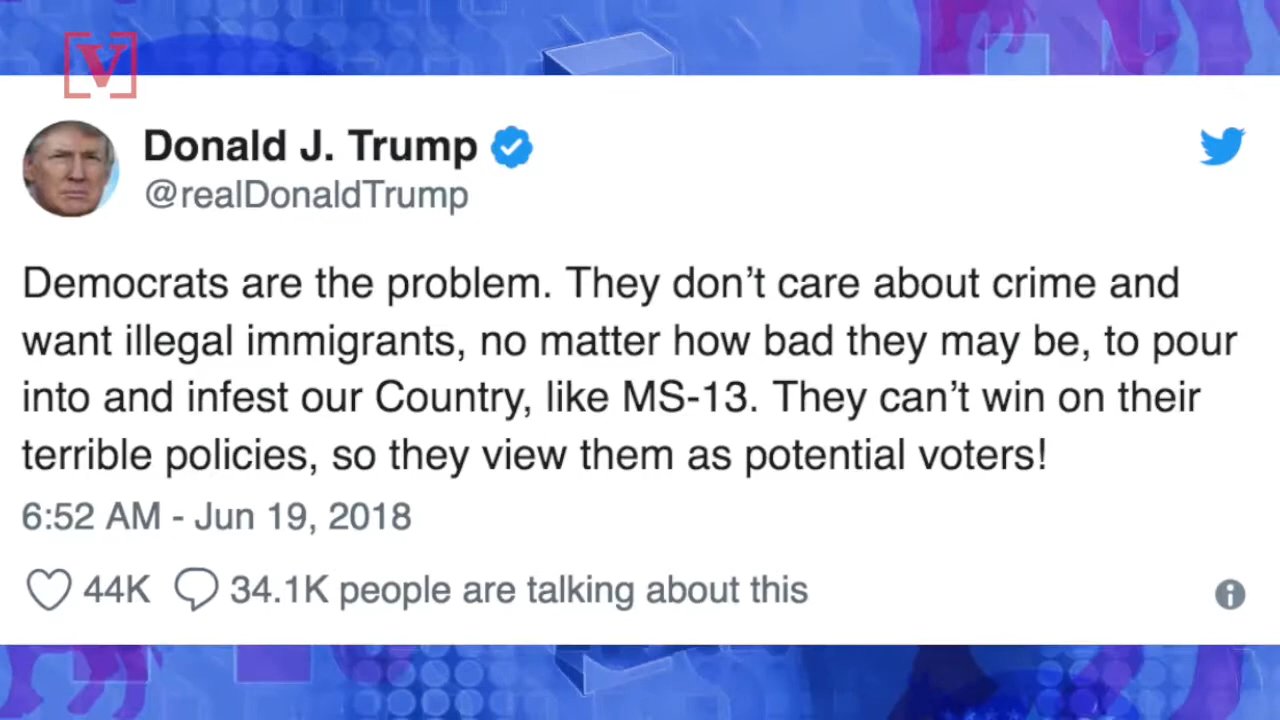 V
Donald J. Trump
@realDonaldTrump
Democrats are the problem. They don’t care about crime and
want illegal immigrants, no matter how bad they may be, to pour
into and infest our Country, like MS-13. They can’t win on their
terrible policies, so they view them as potential voters!
6:52 AM - Jun 19, 2018
44K 34.1K people are talking about this